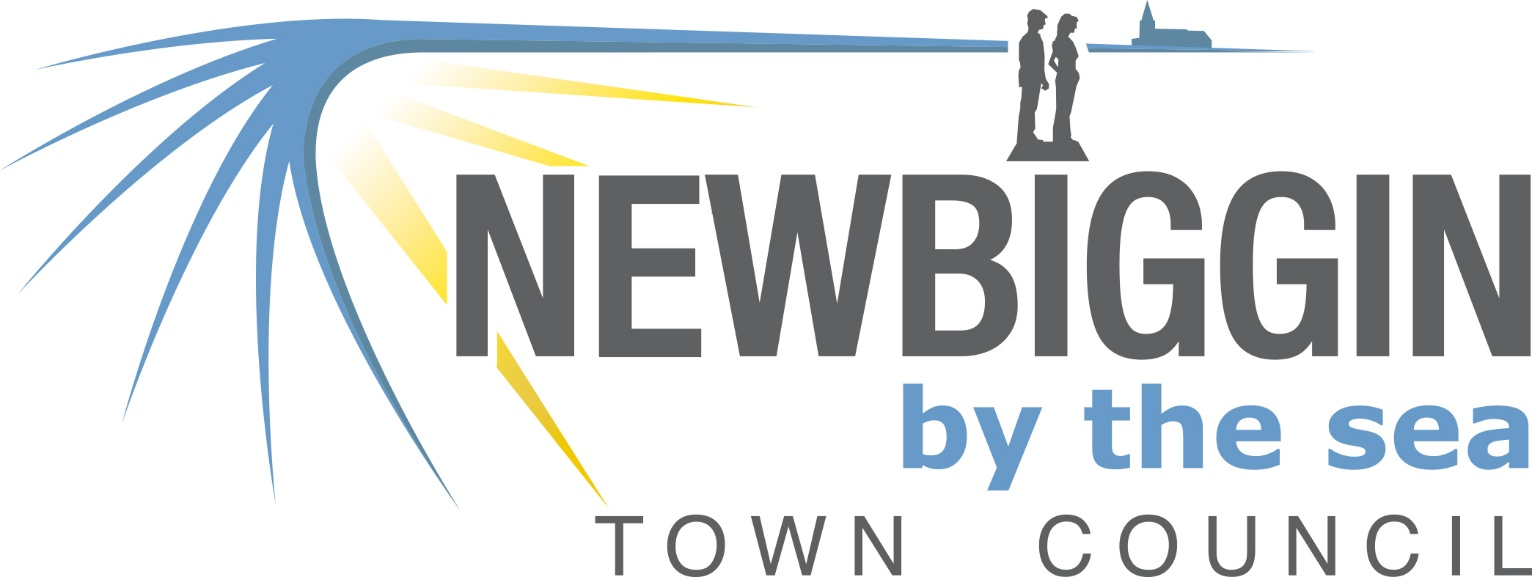 NEWBIGGIN
by the sea
TOWN COUNCIL